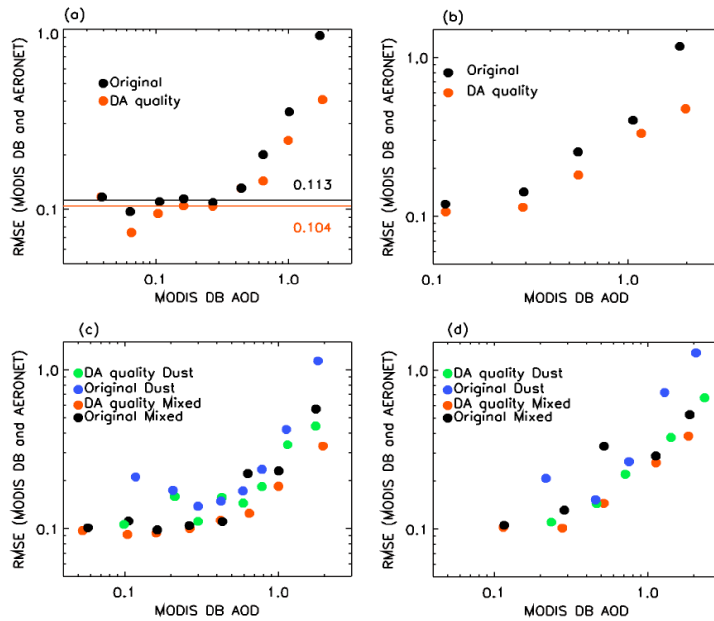 (a)
RMSE (MODIS DB and AERONET)
1.0
0.1
Original
DA quality
0.113
0.104
0.1 1.0
MODIS DB AOD
(b)
RMSE (MODIS DB and AERONET)
1.0
0.1
Original
DA quality
0.1 1.0
MODIS DB AOD
(c)
RMSE (MODIS DB and AERONET)
1.0
0.1
DA quality Dust
Original Dust
DA quality Mixed
Original Mixed
0.1 1.0
MODIS DB AOD
(d)
RMSE (MODIS DB and AERONET)
1.0
0.1
DA quality Dust
Original Dust
DA quality Mixed
Original Mixed
0.1 1.0
MODIS DB AOD